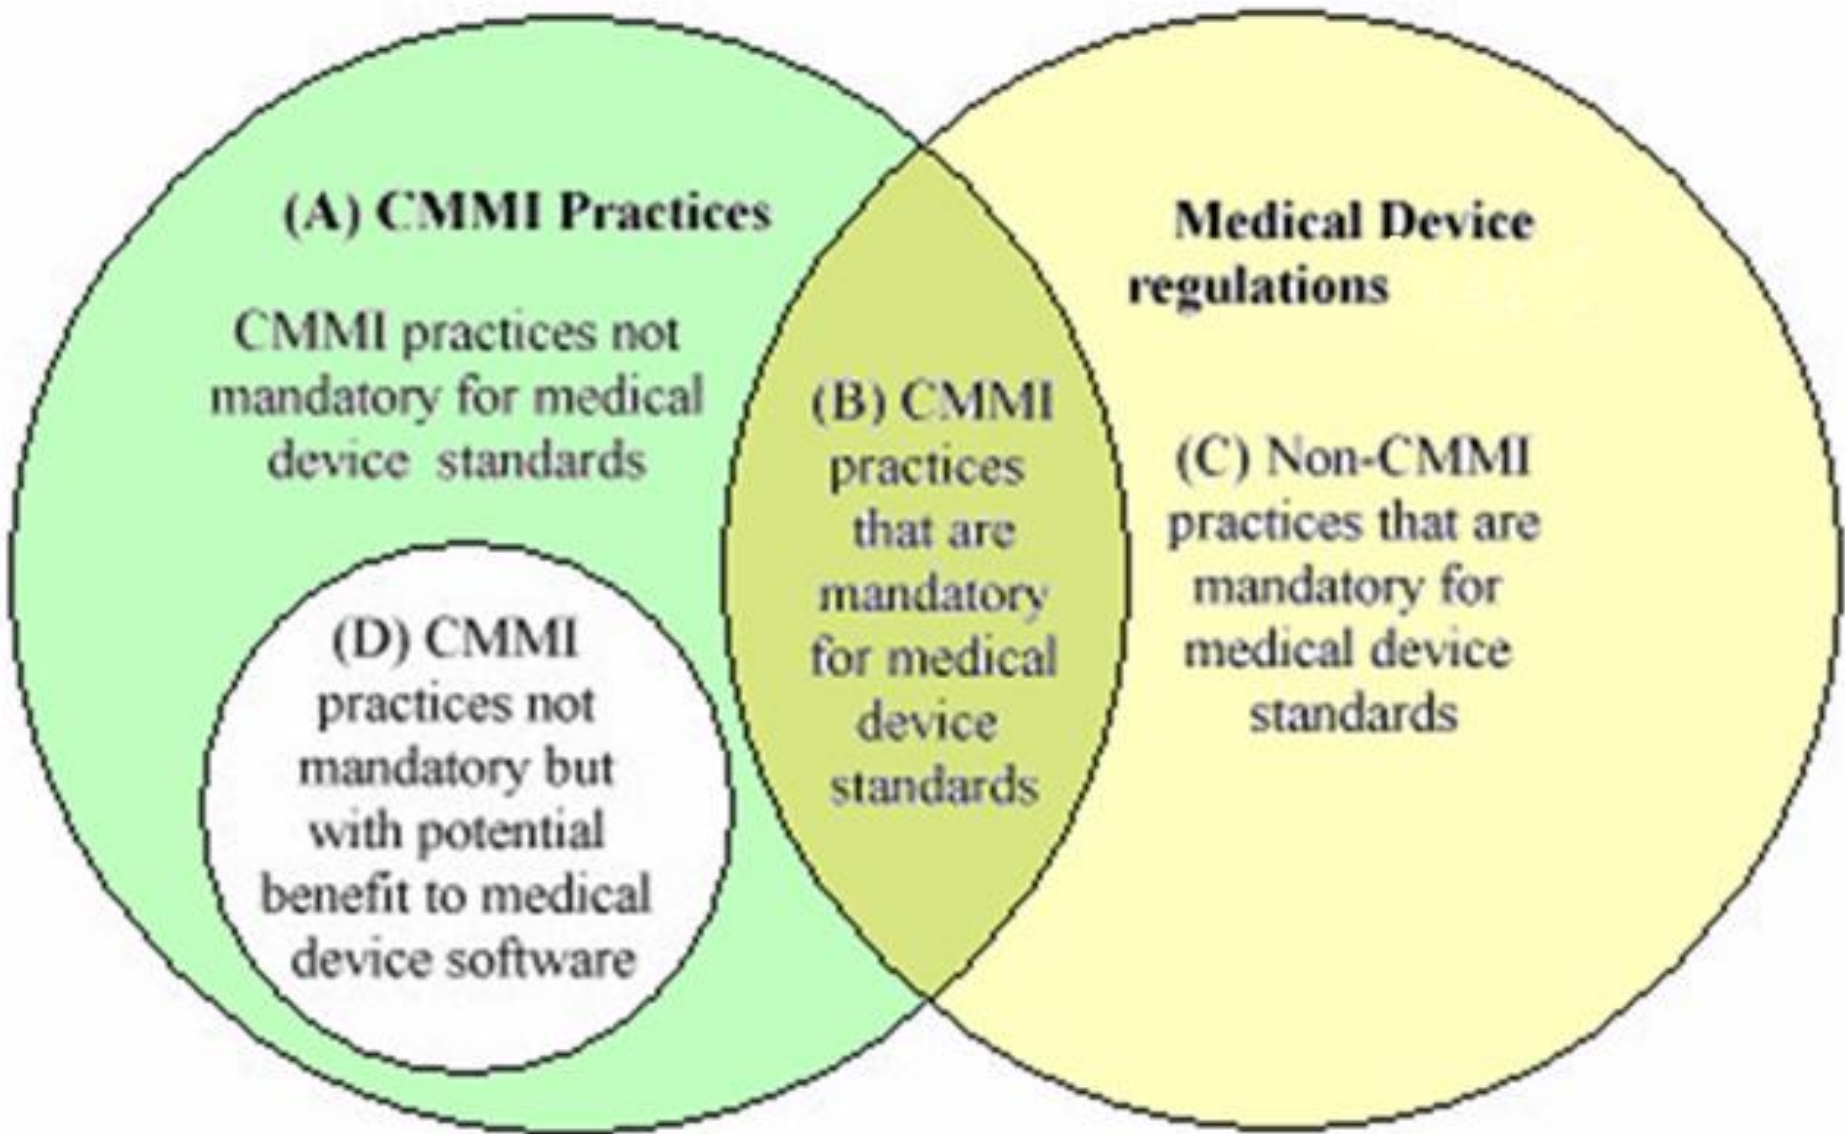 (A) CMMI Practices
CMMI practices not
mandatory for medical
device standards
(D) CMMI
practices not
mandatory but
with potential
benefit to medical
device software
(B) CMMI
practices
that are
mandatory
for medical
device
standards
Medical Device
regulations
(C) Non-CMMI
practices that are
mandatory for
medical device
standards